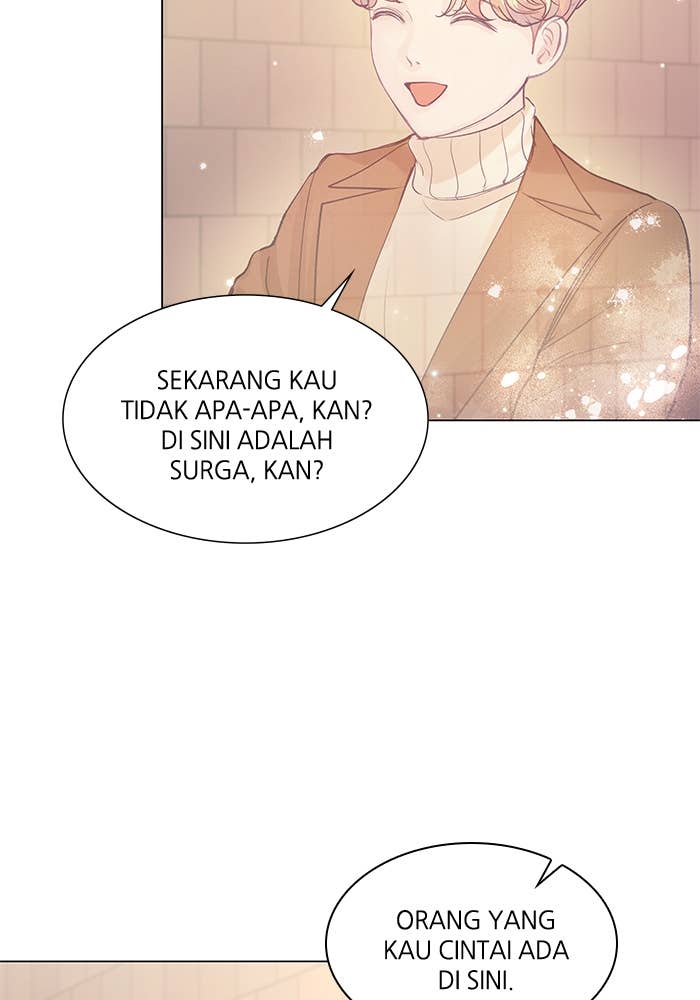 SEKARANG KAU
TIDAK APA-APA, KAN?
DI SINI ADALAH
SURGA, KAN?
ORANG YANG
KAU CINTAI ADA
DI SINI.